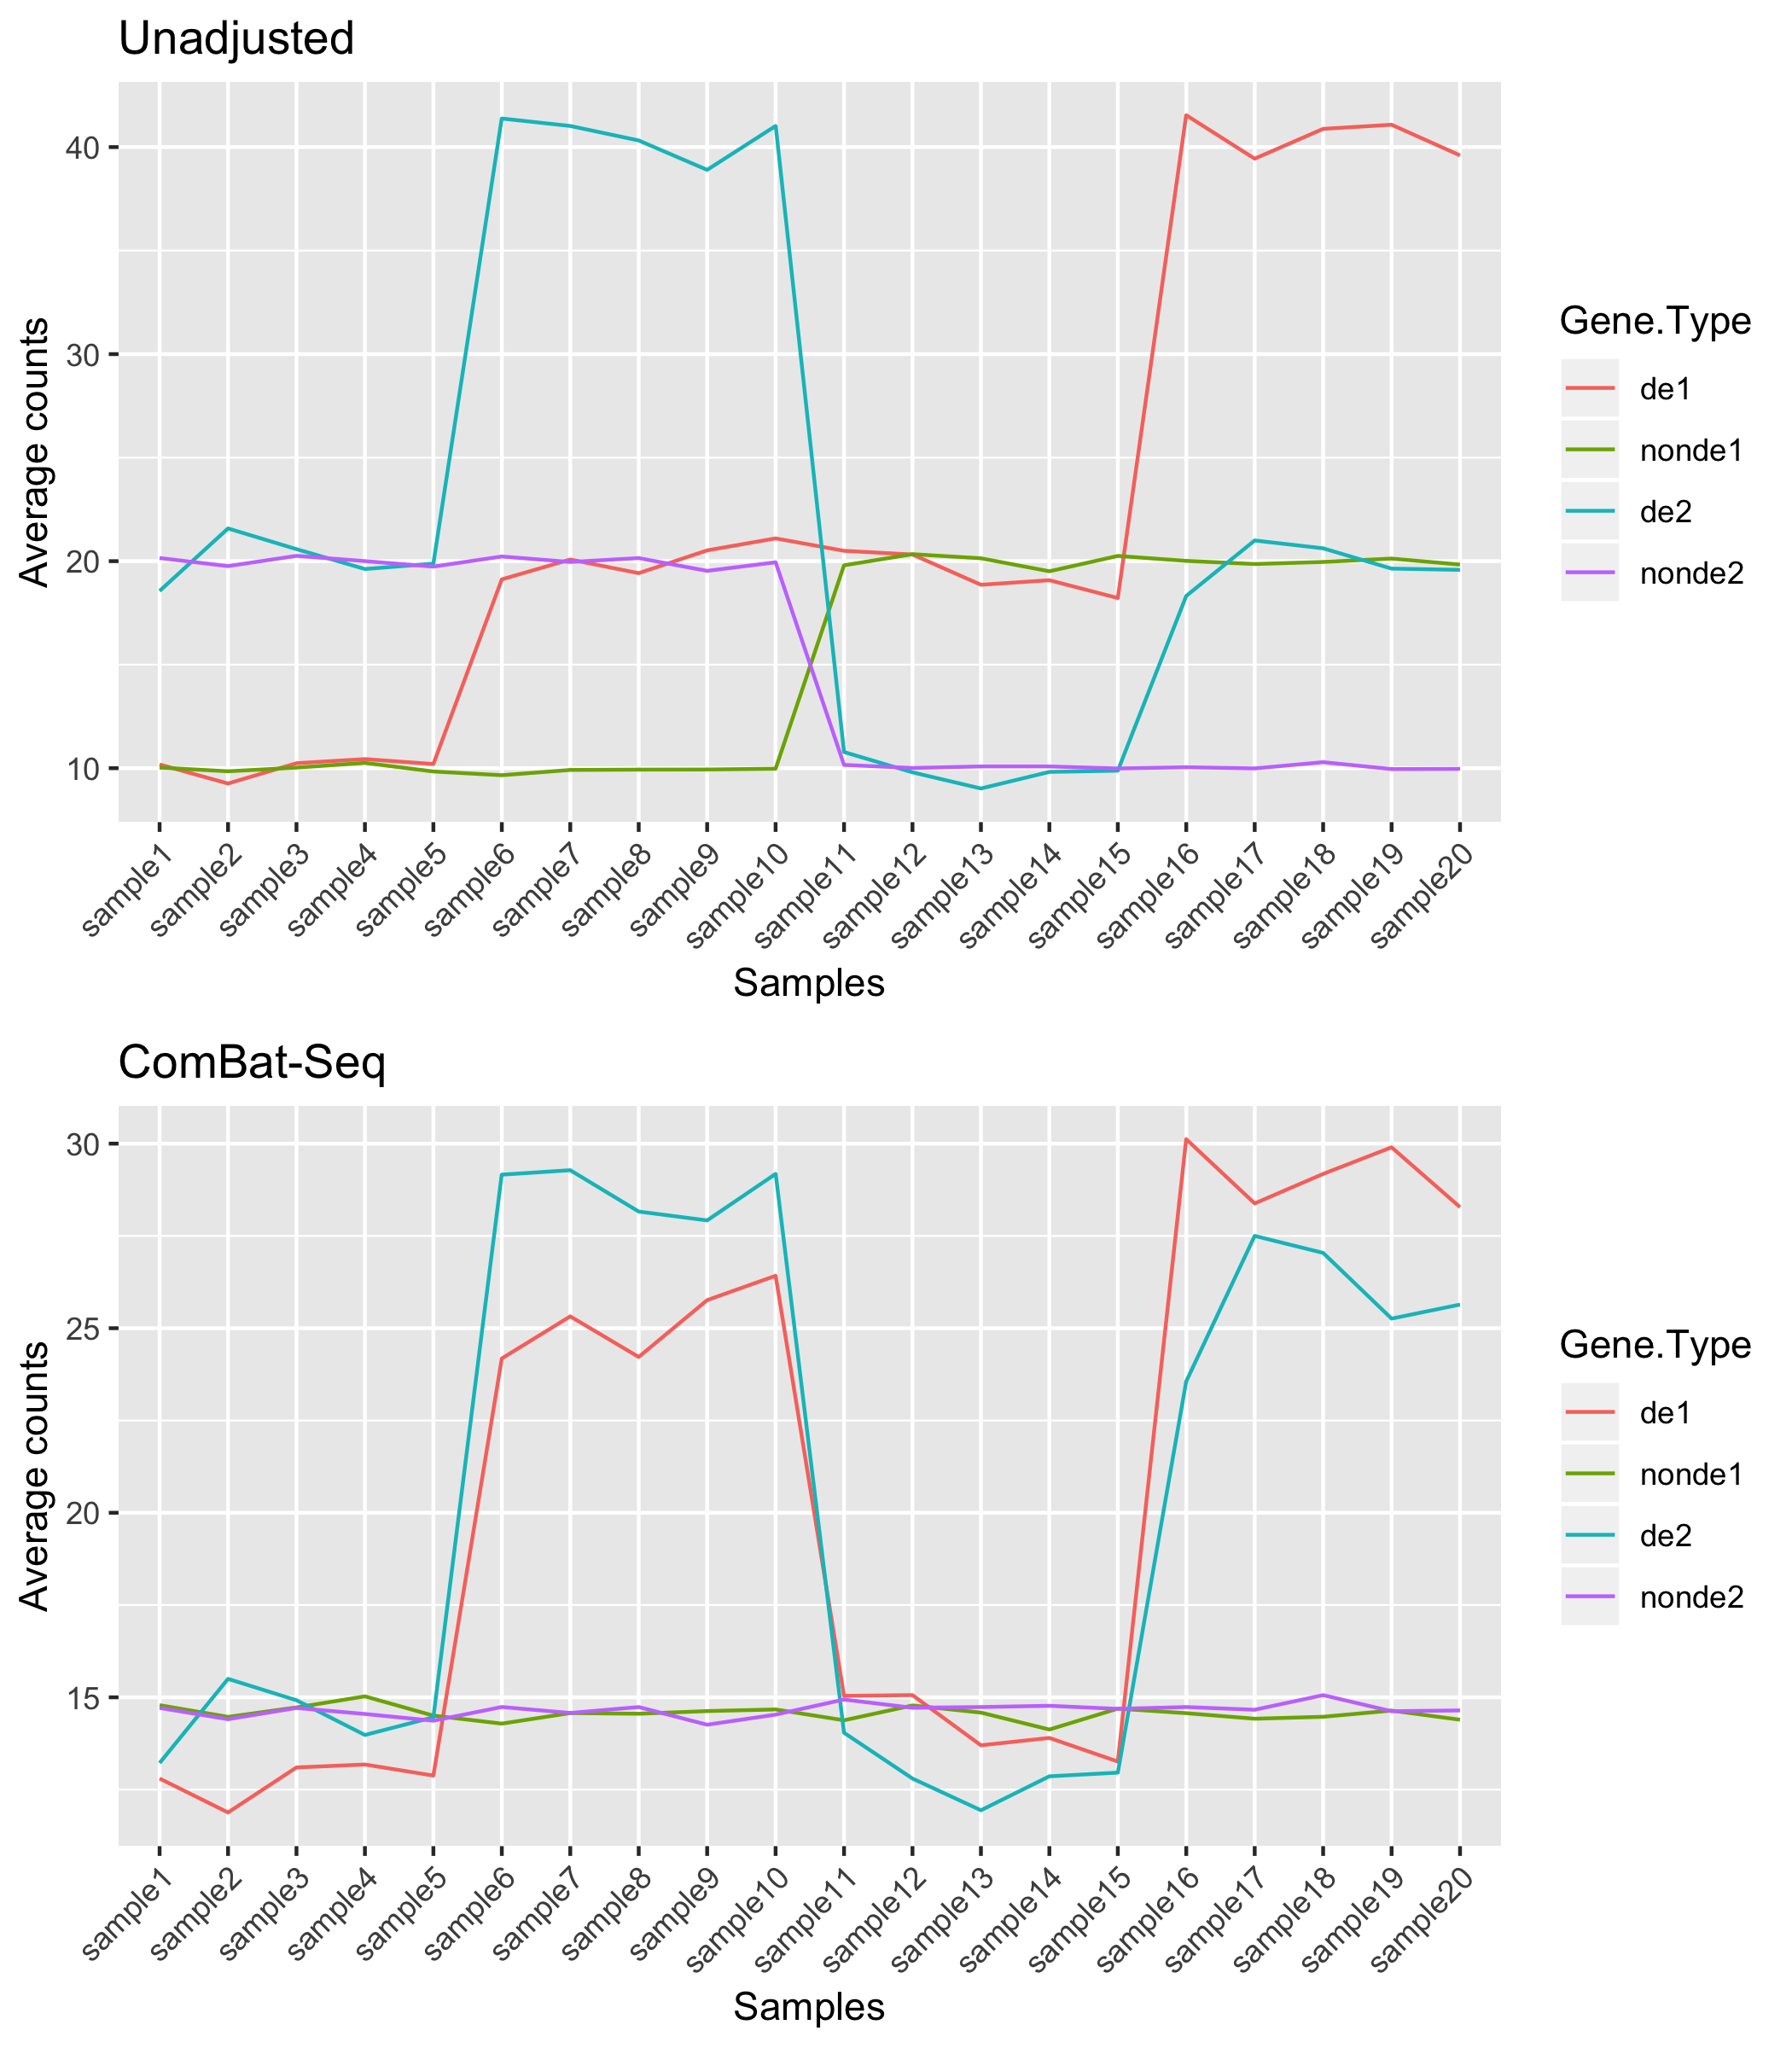 Unadjusted
40
30
20
10
Average counts
sample1
sample2
sample3
sample4
sample5
sample6
sample7
sample8
sample9
sample10
sample11
sample12
sample13
sample14
sample15
sample16
sample17
sample18
sample19
sample20
Samples
Gene.Type
de1
nonde1
de2
nonde2
ComBat-Seq
30
25
20
15
Average counts
sample1
sample2
sample3
sample4
sample5
sample6
sample7
sample8
sample9
sample10
sample11
sample12
sample13
sample14
sample15
sample16
sample17
sample18
sample19
sample20
Samples
Gene.Type
de1
nonde1
de2
nonde2